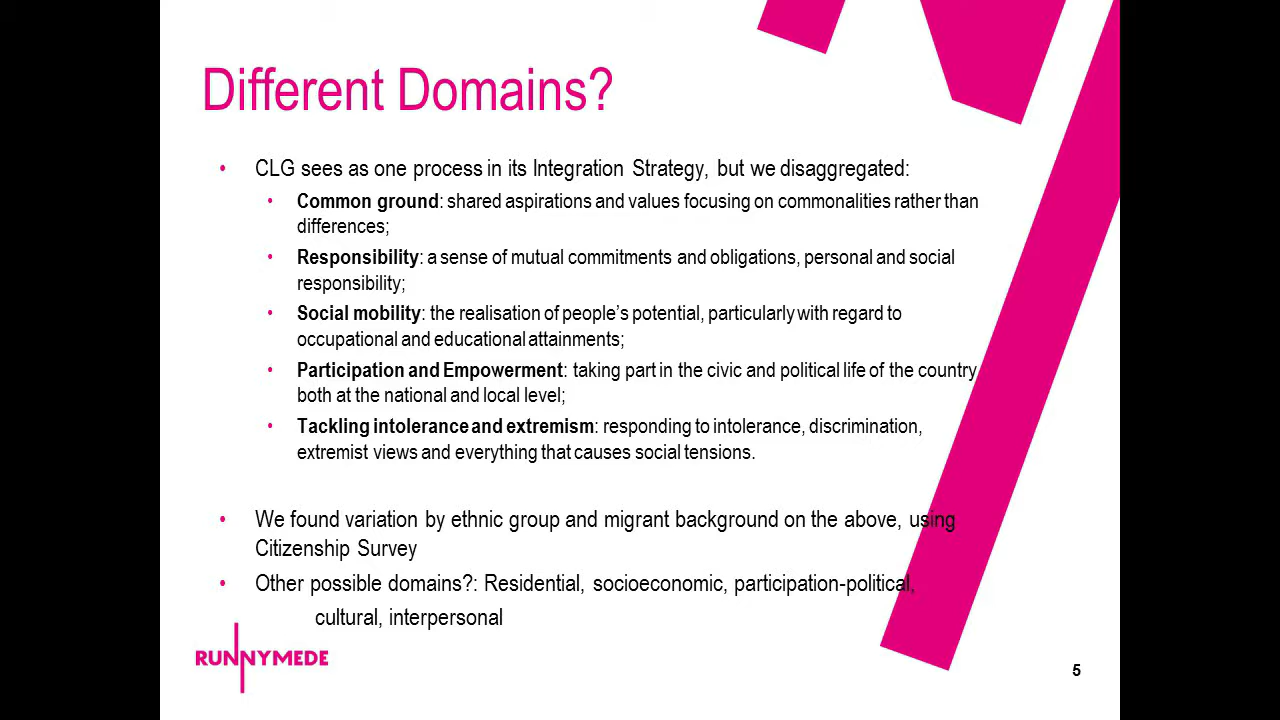 Different Domains?
• CLG sees as one process in its Integration Strategy, but we disaggregated:
• Common ground: shared aspirations and values focusing on commonalities rather than
differences;
• Responsibility: a sense of mutual commitments and obligations, personal and social
responsibility;
• Social mobility: the realisation of people’s potential, particularly with regard to
occupational and educational attainments;
• Participation and Empowerment: taking part in the civic and political life of the country
both at the national and local level;
• Tackling intolerance and extremism: responding to intolerance, discrimination,
extremist views and everything that causes social tensions.
• We found variation by ethnic group and migrant background on the above, using
Citizenship Survey
• Other possible domains?: Residential, socioeconomic, participation-political,
cultural, interpersonal
RUNNYMEDE
5